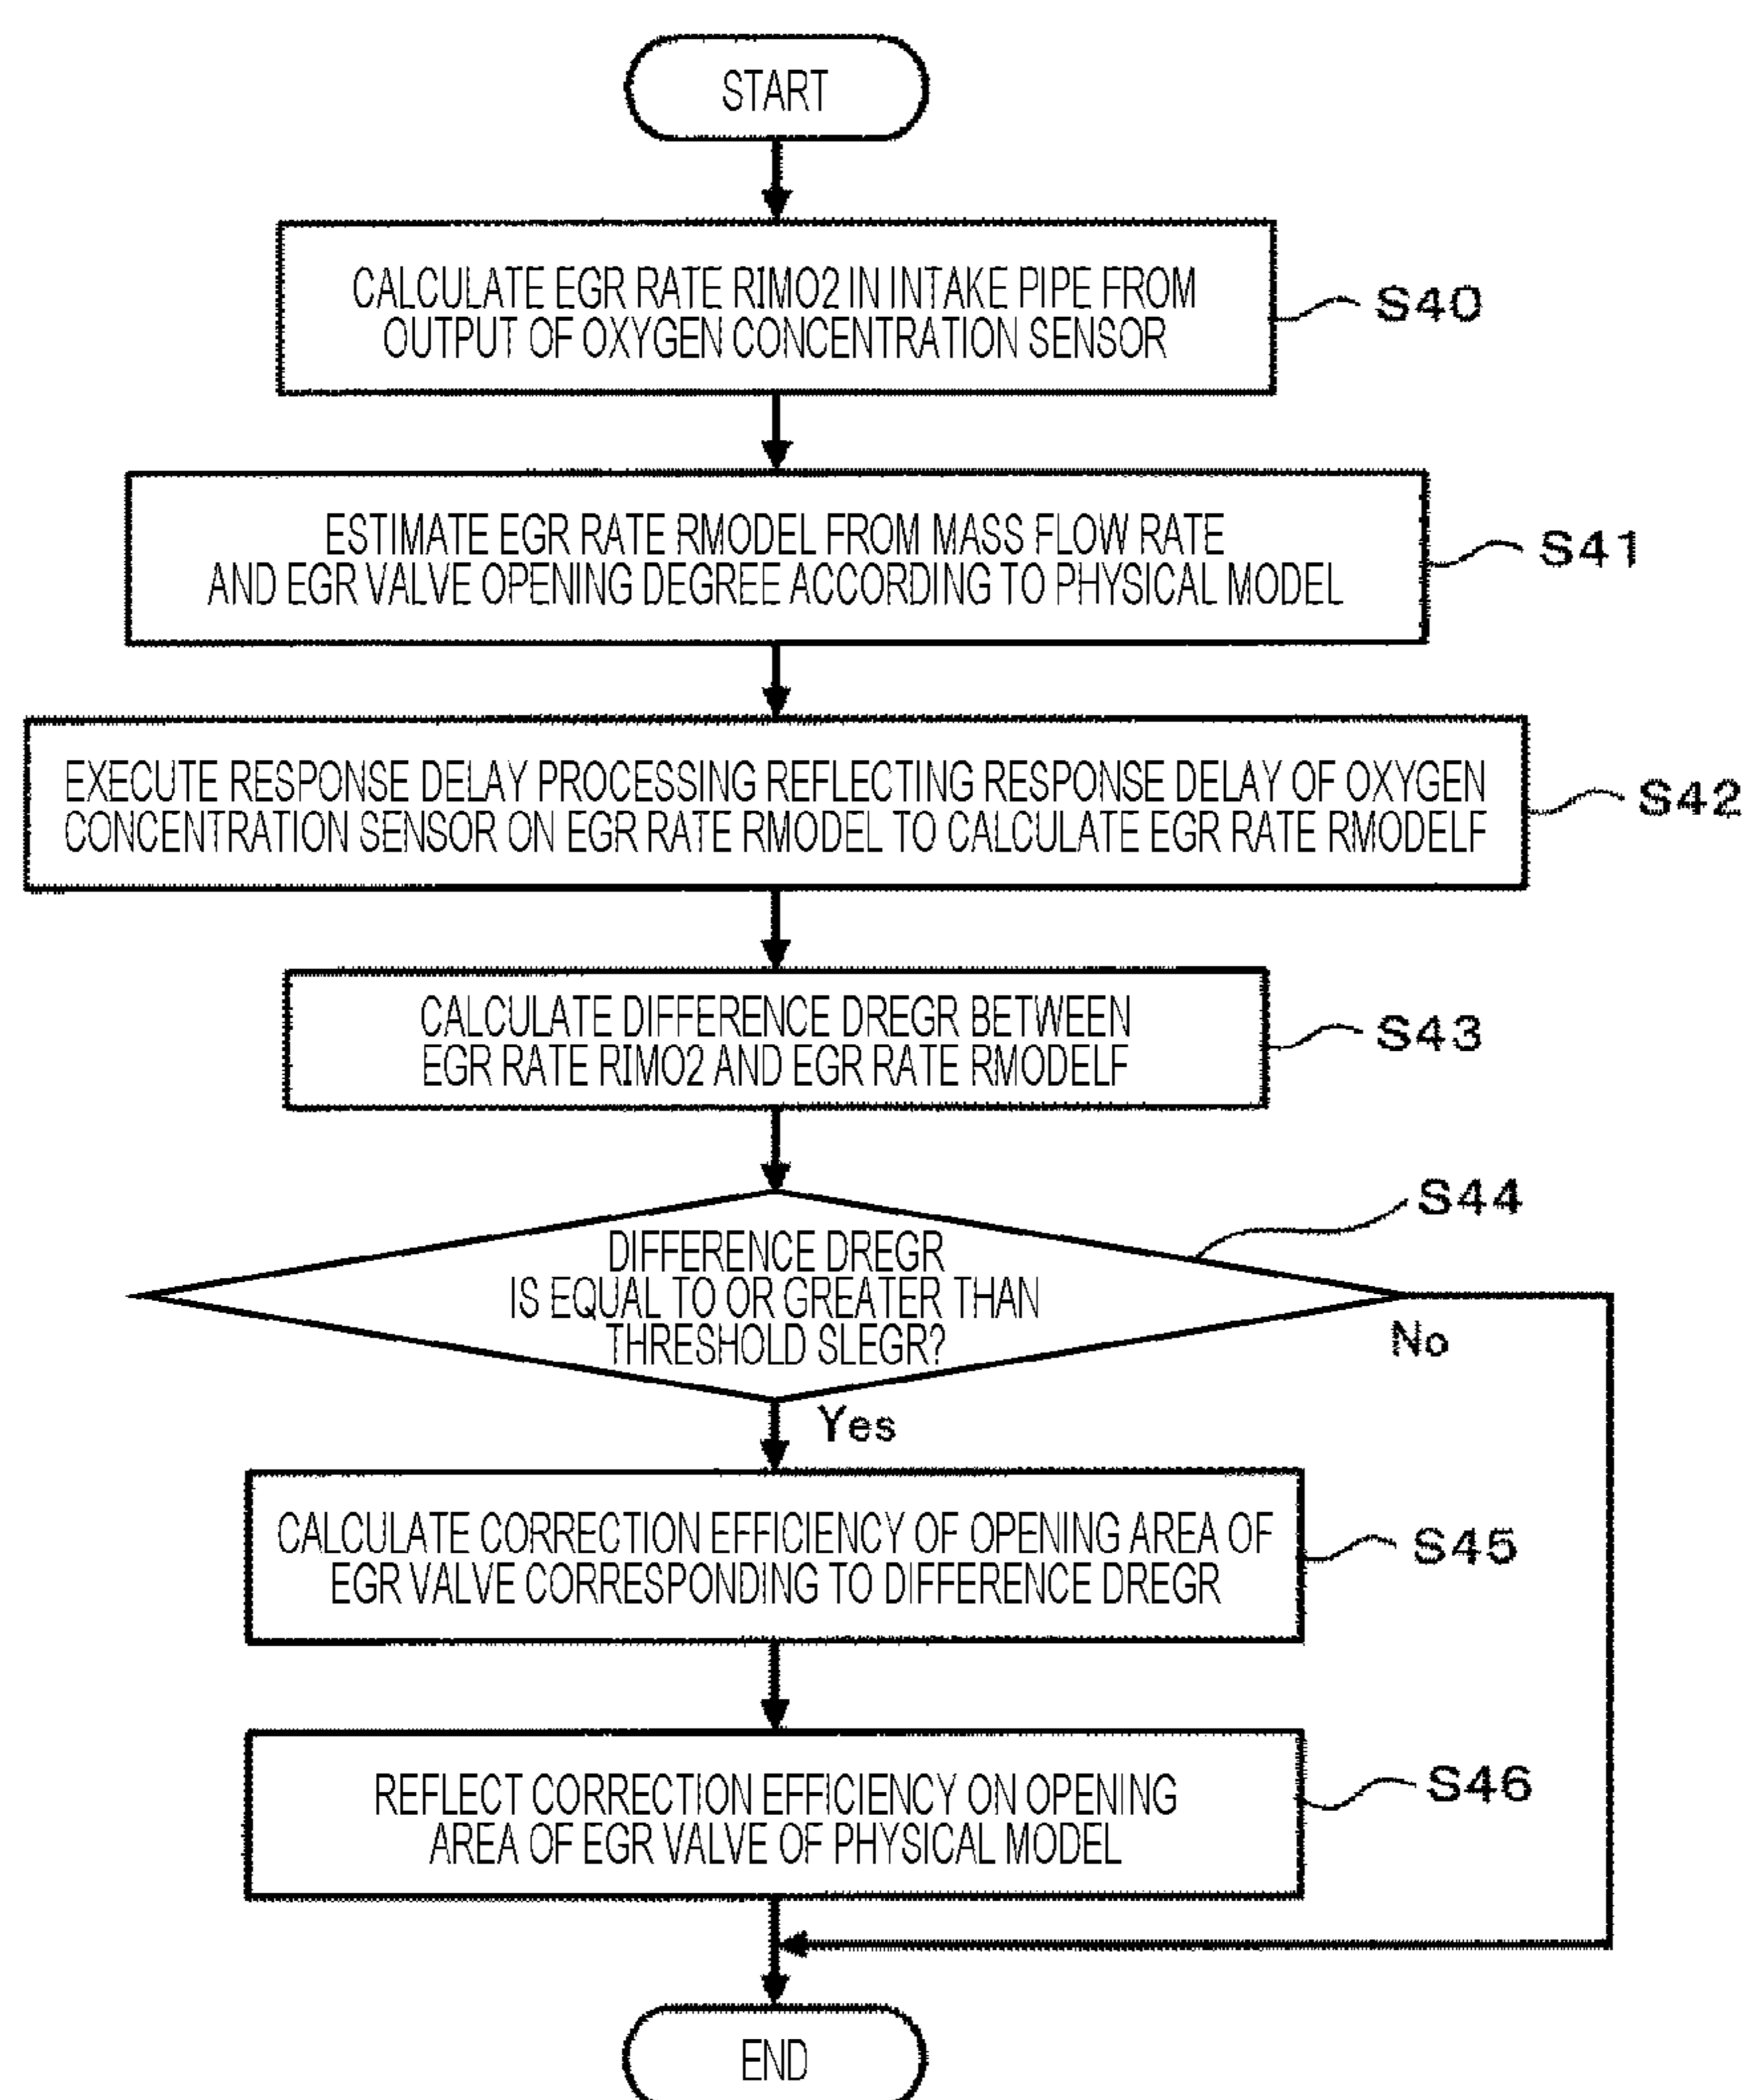 START
CALCULATE EGR RATE RIMO2 IN INTAKE PIPE FROM
OUTPUT OF OXYGEN CONCENTRATION SENSOR
S40
ESTIMATE EGR RATE RMODEL FROM MASS FLOW RATE
AND EGR VALVE OPENING DEGREE ACCORDING TO PHYSICAL MODEL
S41
EXECUTE RESPONSE DELAY PROCESSING REFLECTING RESPONSE DELAY OF OXYGEN
CONCENTRATION SENSOR ON EGR RATE RMODEL TO CALCULATE EGR RATE RMODELF
S42
CALCULATE DIFFERENCE DREGR BETWEEN
EGR RATE RIMO2 AND EGR RATE RMODELF
S43
S44
DIFFERENCE DREGR
IS EQUAL TO OR GREATER THAN
THRESHOLD SLEGR?
No
Yes
CALCULATE CORRECTION EFFICIENCY OF OPENING AREA OF
EGR VALVE CORRESPONDING TO DIFFERENCE DREGR
S45
REFLECT CORRECTION EFFICIENCY ON OPENING
AREA OF EGR VALVE OF PHYSICAL MODEL
S46
END